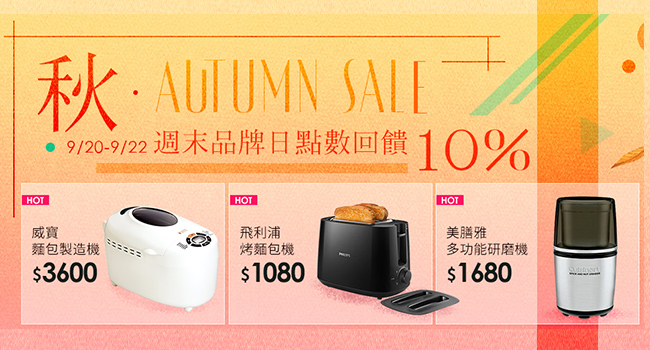 秋・AUTUMN SALE
9/20-9/22 週末品牌日點數回饋10%
HOT
威寶
麵包製造機
$3600
HOT
飛利浦
烤麵包機
$1080
PHILIPS
HOT
美膳雅
多功能研磨機
$1680
Cuisinart